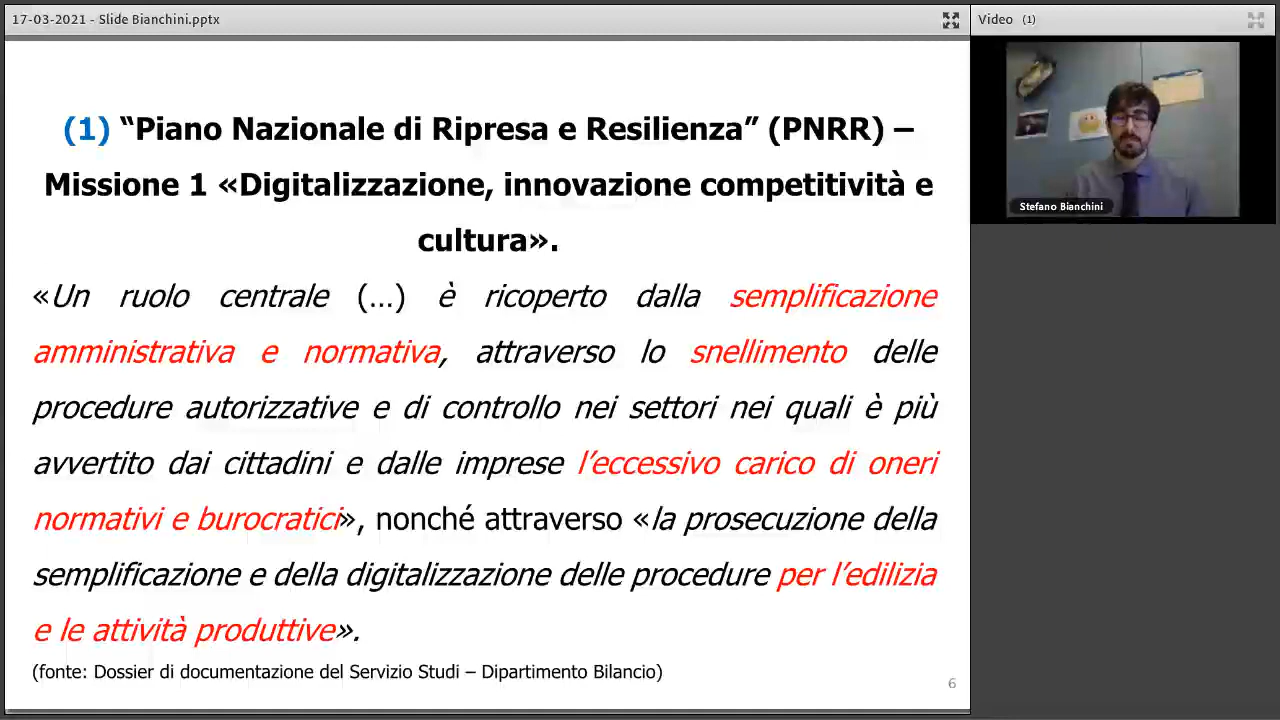 17-03-2021 - Slide Bianchini.pptx
Video (1)
(1) “Piano Nazionale di Ripresa e Resilienza” (PNRR) –
Missione 1 «Digitalizzazione, innovazione competitività e
cultura».
«Un ruolo centrale (…) è ricoperto dalla semplificazione
amministrativa e normativa, attraverso lo snellimento delle
procedure autorizzative e di controllo nei settori nei quali è più
avvertito dai cittadini e dalle imprese l’eccessivo carico di oneri
normativi e burocratici», nonché attraverso «la prosecuzione della
semplificazione e della digitalizzazione delle procedure per l’edilizia
e le attività produttive».
(fonte: Dossier di documentazione del Servizio Studi – Dipartimento Bilancio)
6
Stefano Bianchini